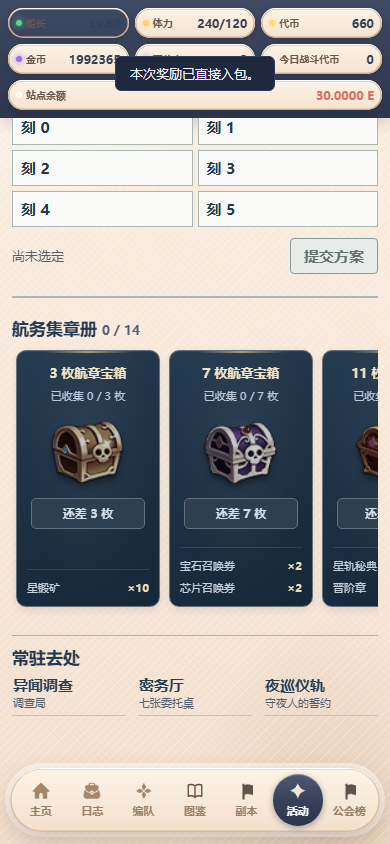 船长 Lv.60
体力 240/120
代币 660
金币 1992365
今日战斗代币 0
本次奖励已直接入包。
站点余额 30.0000 E
刻 0 刻 1
刻 2 刻 3
刻 4 刻 5
尚未选定 提交方案
航务集章册 0 / 14
3 枚航章宝箱
已收集 0 / 3 枚
还差 3 枚
星锻矿 ×10
7 枚航章宝箱
已收集 0 / 7 枚
还差 7 枚
宝石召唤券 ×2
芯片召唤券 ×2
11 枚
已收
还差
星轨秘典
晋阶章
常驻去处
异闻调查
调查局
密务厅
七张委托桌
夜巡仪轨
守夜人的誓约
主页 日志 编队 图鉴 副本 活动 公会榜